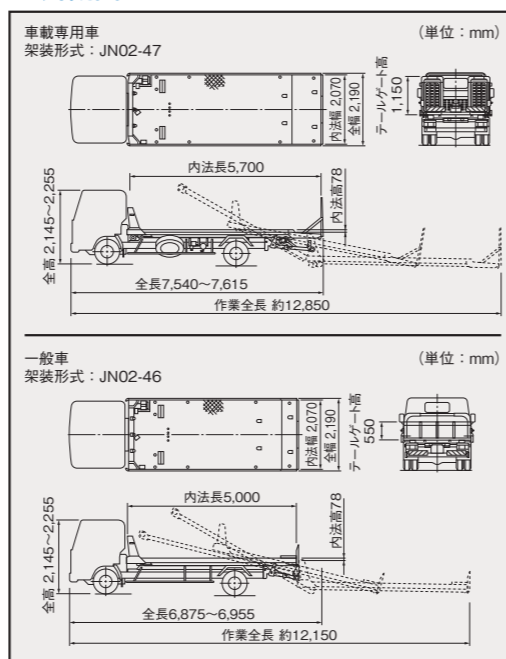 車載専用車
架装形式：JN02-47
（単位：mm）
内法幅 2,070
全幅 2,190
テールゲート高
1,150
内法長5,700
内法高78
全高 2,145～2,255
全長7,540～7,615
作業全長 約12,850
一般車
架装形式：JN02-46
（単位：mm）
内法幅 2,070
全幅 2,190
テールゲート高
550
内法長5,000
内法高78
全高 2,145～2,255
全長6,875～6,955
作業全長 約12,150